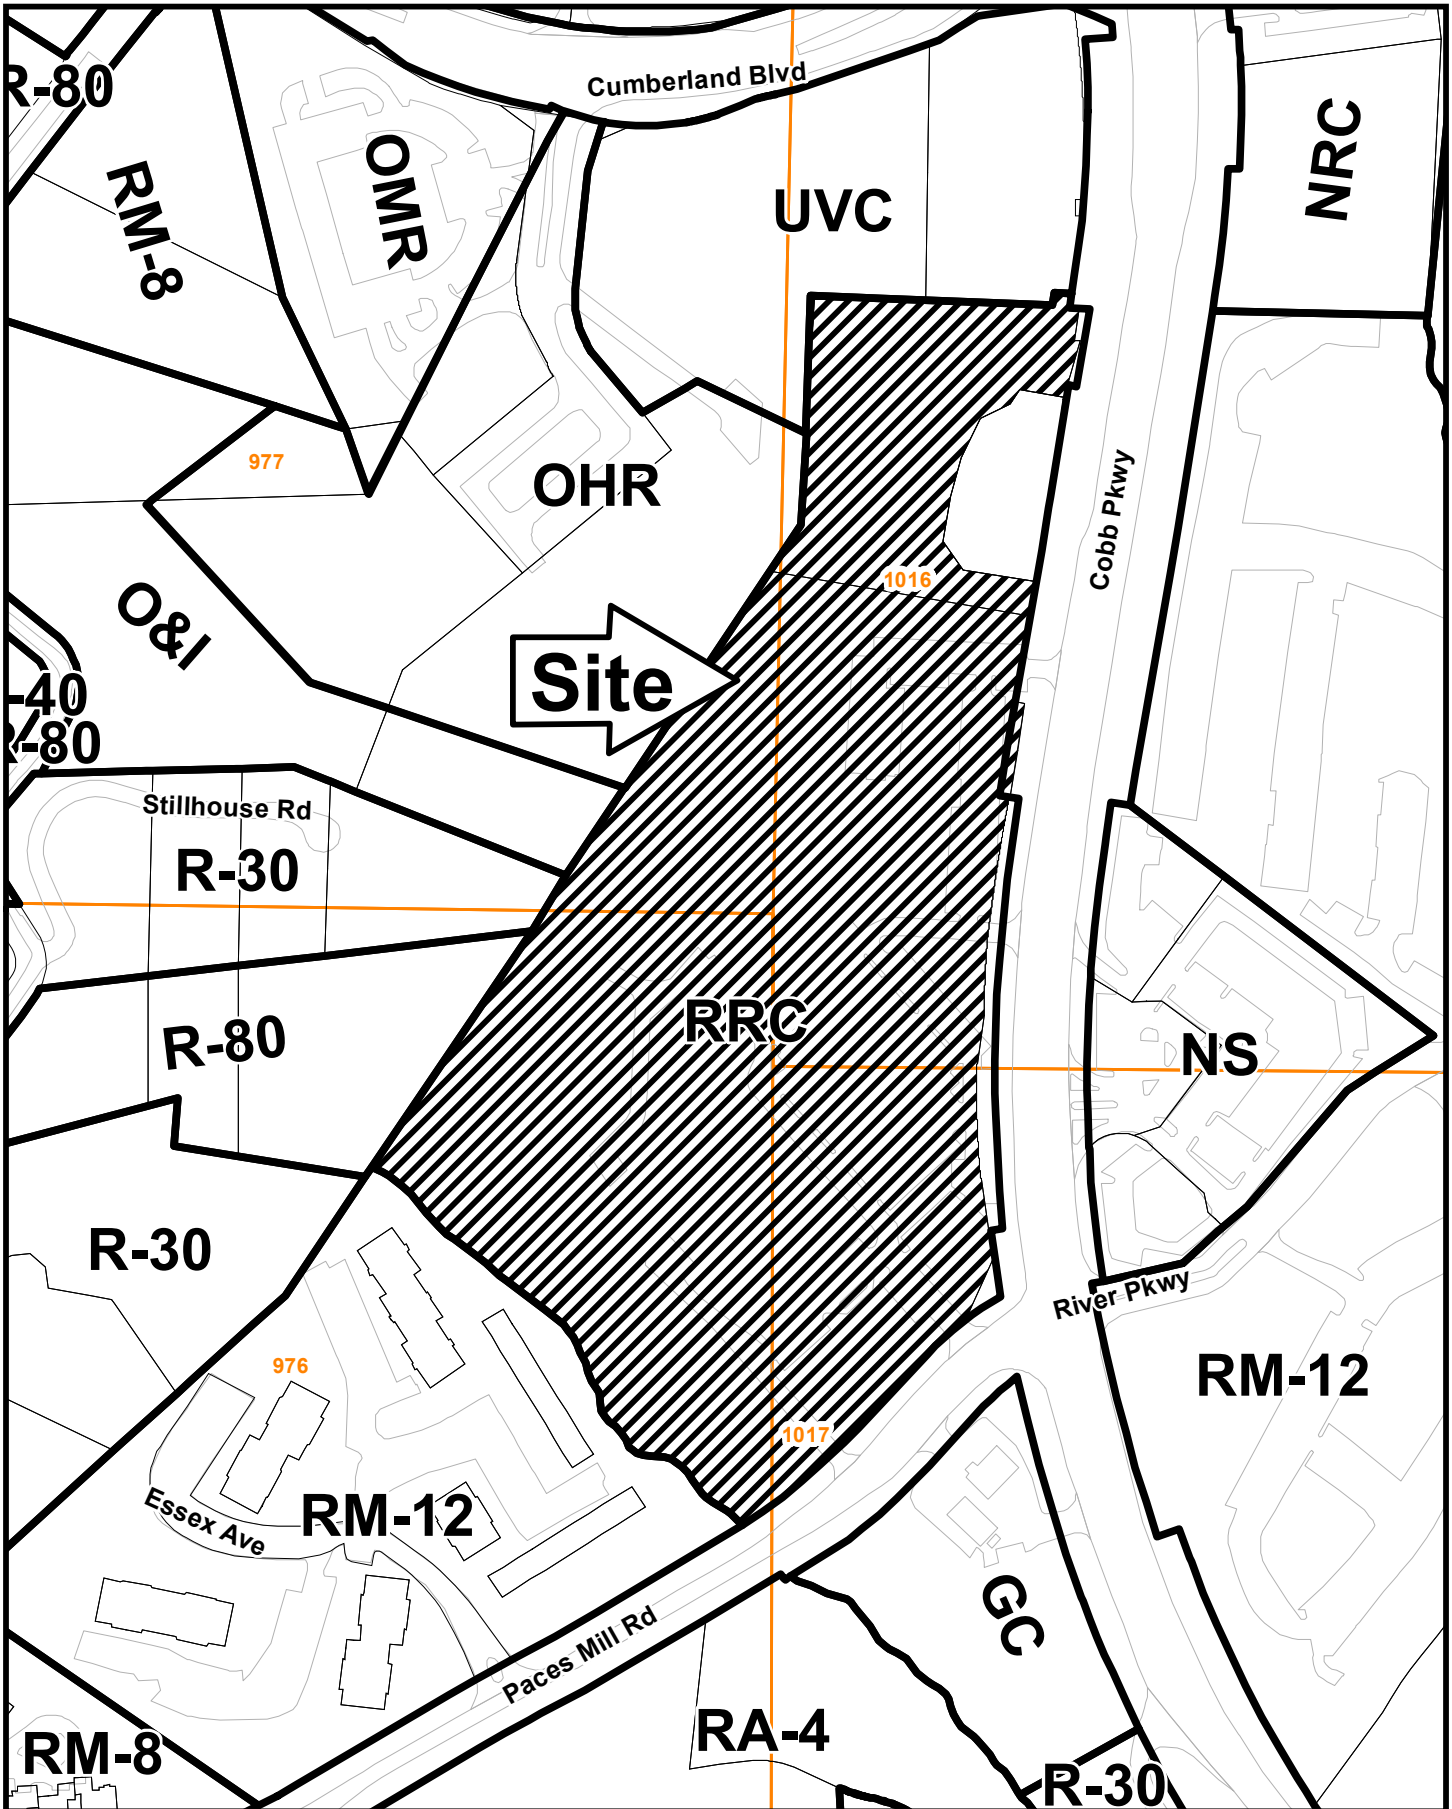 Cumberland Blvd
R-80
RM-8
OMR
UVC
NRC
977
OHR
Cobb Pkwy
1016
O&I
Site
-40
R-80
Stillhouse Rd
R-30
RRC
R-80
NS
R-30
River Pkwy
976
RM-12
1017
Essex Ave
RM-12
GC
Paces Mill Rd
RA-4
RM-8
R-30